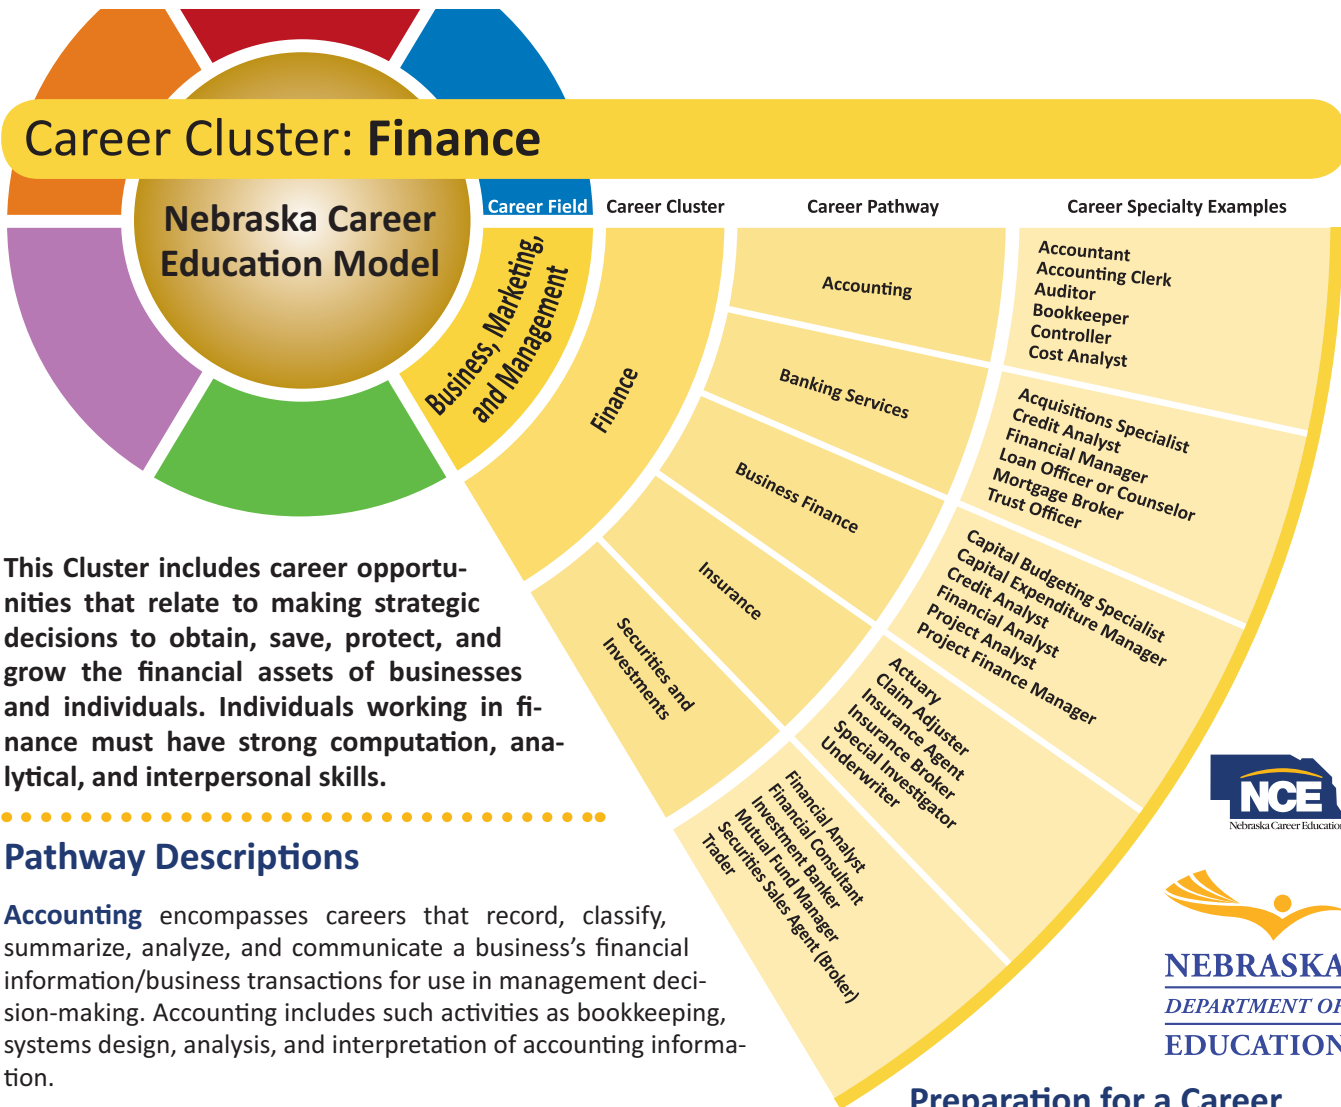 Career Cluster: Finance
Nebraska Career
Education Model
Career Field
Career Cluster
Career Pathway
Career Specialty Examples
Business, Marketing,
and Management
Finance
Accounting
Accountant
Accounting Clerk
Auditor
Bookkeeper
Controller
Cost Analyst
Banking Services
Acquisitions Specialist
Credit Analyst
Financial Manager
Loan Officer or Counselor
Mortgage Broker
Trust Officer
Business Finance
Capital Budgeting Specialist
Capital Expenditure Manager
Credit Analyst
Financial Analyst
Project Analyst
Project Finance Manager
Insurance
Actuary
Claim Adjuster
Insurance Agent
Insurance Broker
Special Investigator
Underwriter
Securities and
Investments
Financial Analyst
Financial Consultant
Investment Banker
Mutual Fund Manager
Securities Sales Agent (Broker)
Trader
This Cluster includes career opportu-
nities that relate to making strategic
decisions to obtain, save, protect, and
grow the financial assets of businesses
and individuals. Individuals working in fi-
nance must have strong computation, ana-
lytical, and interpersonal skills.
Pathway Descriptions
Accounting encompasses careers that record, classify,
summarize, analyze, and communicate a business's financial
information/business transactions for use in management deci-
sion-making. Accounting includes such activities as bookkeeping,
systems design, analysis, and interpretation of accounting informa-
tion.
NCE
Nebraska Career Education
NEBRASKA
DEPARTMENT OF
EDUCATION
Preparation for a Career